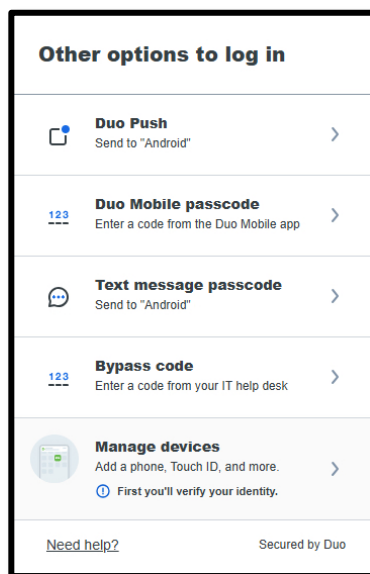 Other options to log in
Duo Push
Send to "Android"
123
Duo Mobile passcode
Enter a code from the Duo Mobile app
Text message passcode
Send to "Android"
123
Bypass code
Enter a code from your IT help desk
Manage devices
Add a phone, Touch ID, and more.
First you'll verify your identity.
Need help?
Secured by Duo